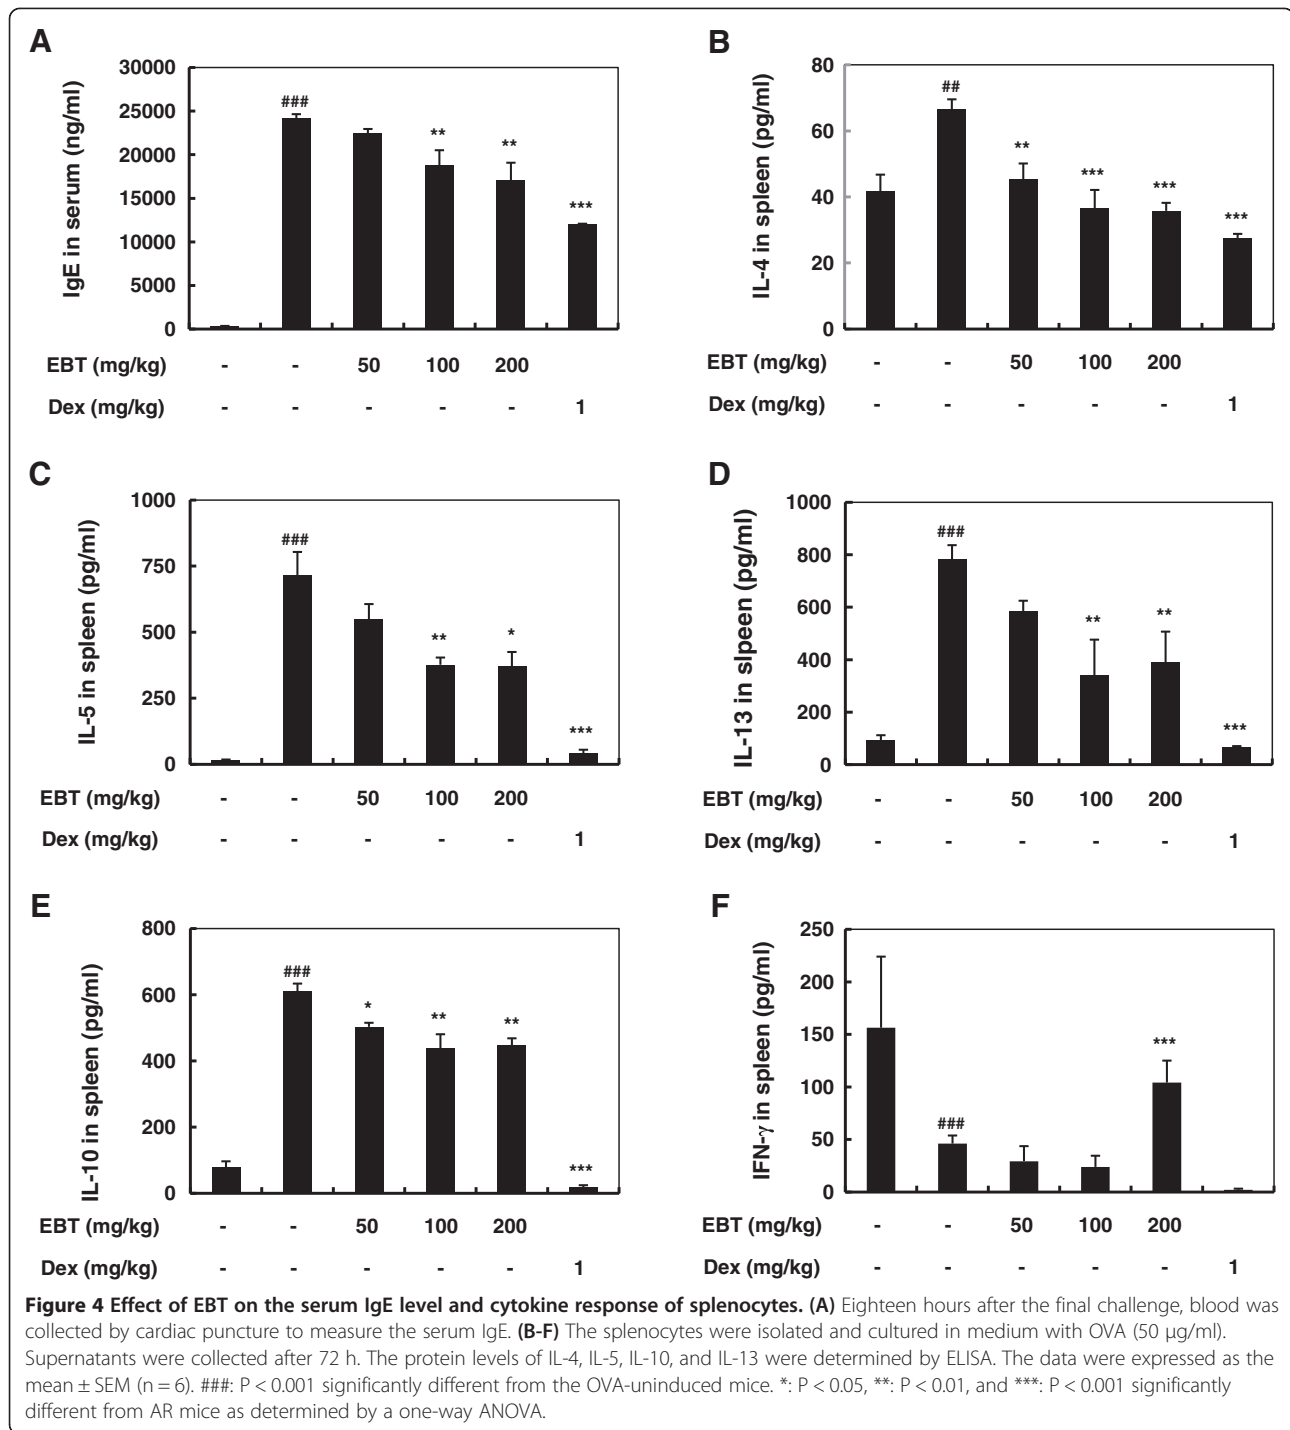 A
IgE in serum (ng/ml)
30000
25000
20000
15000
10000
5000
0
###
**
**
***
EBT (mg/kg) - - 50 100 200
Dex (mg/kg) - - - - - 1
B
IL-4 in spleen (pg/ml)
80
60
40
20
0
##
**
***
***
***
EBT (mg/kg) - - 50 100 200
Dex (mg/kg) - - - - - 1
C
IL-5 in spleen (pg/ml)
1000
750
500
250
0
###
**
*
***
EBT (mg/kg) - - 50 100 200
Dex (mg/kg) - - - - - 1
D
IL-13 in slpeen (pg/ml)
1000
800
600
400
200
0
###
**
**
***
EBT (mg/kg) - - 50 100 200
Dex (mg/kg) - - - - - 1
E
IL-10 in spleen (pg/ml)
800
600
400
200
0
###
*
**
**
***
EBT (mg/kg) - - 50 100 200
Dex (mg/kg) - - - - - 1
F
IFN-γ in spleen (pg/ml)
250
200
150
100
50
0
###
***
EBT (mg/kg) - - 50 100 200
Dex (mg/kg) - - - - - 1
Figure 4 Effect of EBT on the serum IgE level and cytokine response of splenocytes. (A) Eighteen hours after the final challenge, blood was
collected by cardiac puncture to measure the serum IgE. (B-F) The splenocytes were isolated and cultured in medium with OVA (50 μg/ml).
Supernatants were collected after 72 h. The protein levels of IL-4, IL-5, IL-10, and IL-13 were determined by ELISA. The data were expressed as the
mean ± SEM (n = 6). ###: P < 0.001 significantly different from the OVA-uninduced mice. *: P < 0.05, **: P < 0.01, and ***: P < 0.001 significantly
different from AR mice as determined by a one-way ANOVA.